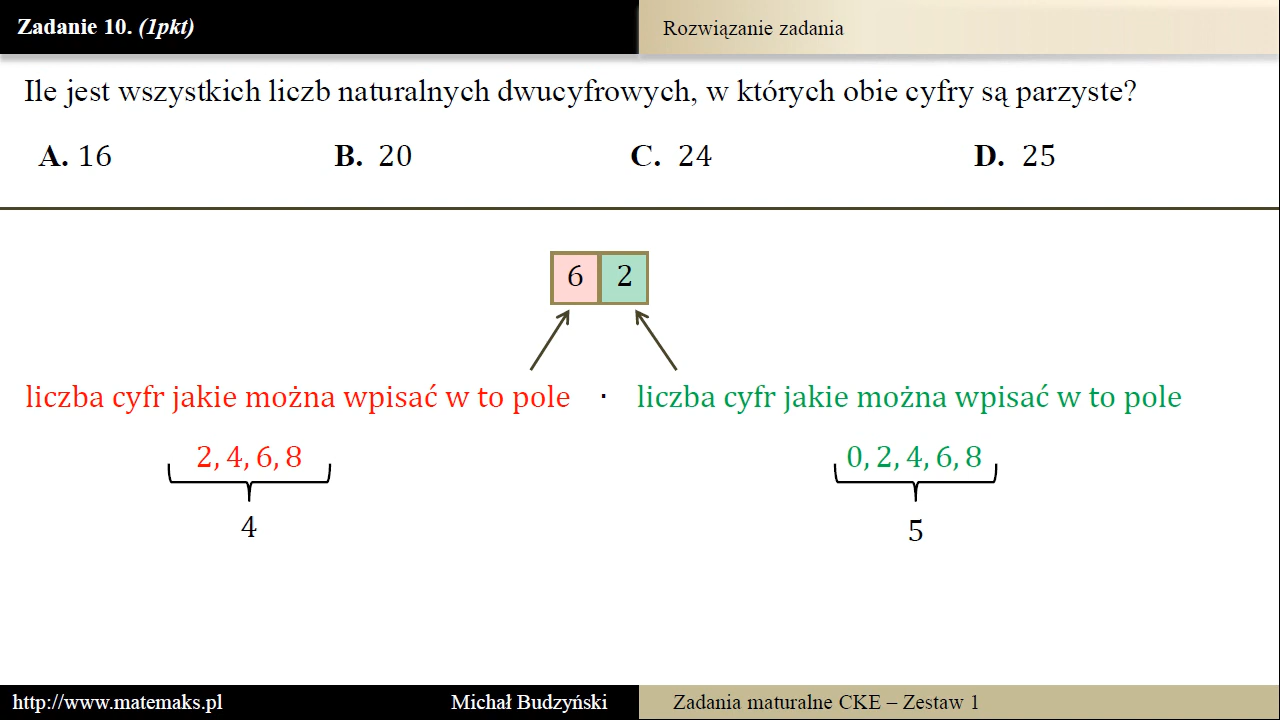 Zadanie 10. (1pkt)
Rozwiązanie zadania
Ile jest wszystkich liczb naturalnych dwucyfrowych, w których obie cyfry są parzyste?
A. 16 B. 20 C. 24 D. 25
6 2
liczba cyfr jakie można wpisać w to pole · liczba cyfr jakie można wpisać w to pole
2, 4, 6, 8 0, 2, 4, 6, 8
4 5
http://www.matemaks.pl Michał Budzyński Zadania maturalne CKE – Zestaw 1